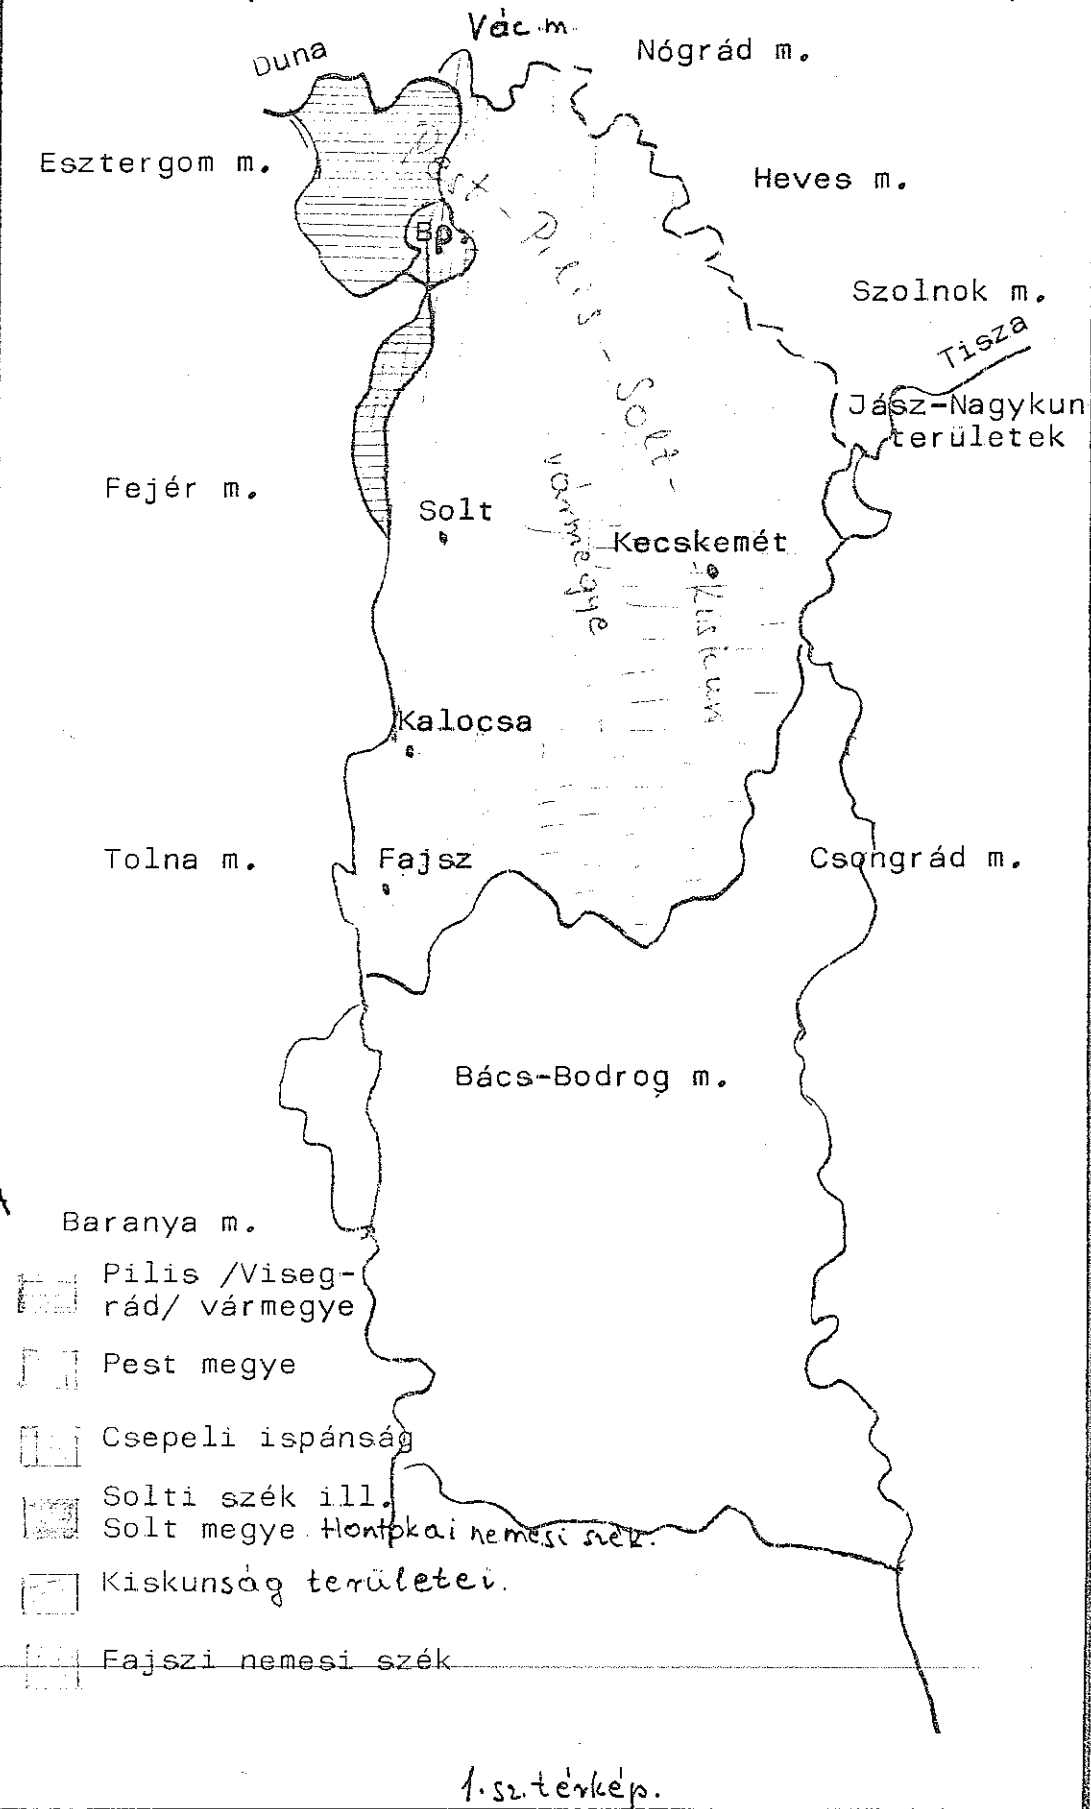 Vác m.
Duna
Nógrád m.
Esztergom m.
Heves m.
Bp.
Pest - Pilis - Solt - Kiskun
vármegye
Szolnok m.
Tisza
Jász-Nagykun
területek
Fejér m.
Solt
Kecskemét
Kalocsa
Tolna m.
Fajsz
Csongrád m.
Bács-Bodrog m.
Baranya m.
Pilis /Viseg-
rád/ vármegye
Pest megye
Csepeli ispánság
Solti szék ill.
Solt megye Hontokai nemesi szék.
Kiskunság területei.
Fajszi nemesi szék
1.sz.térkép.